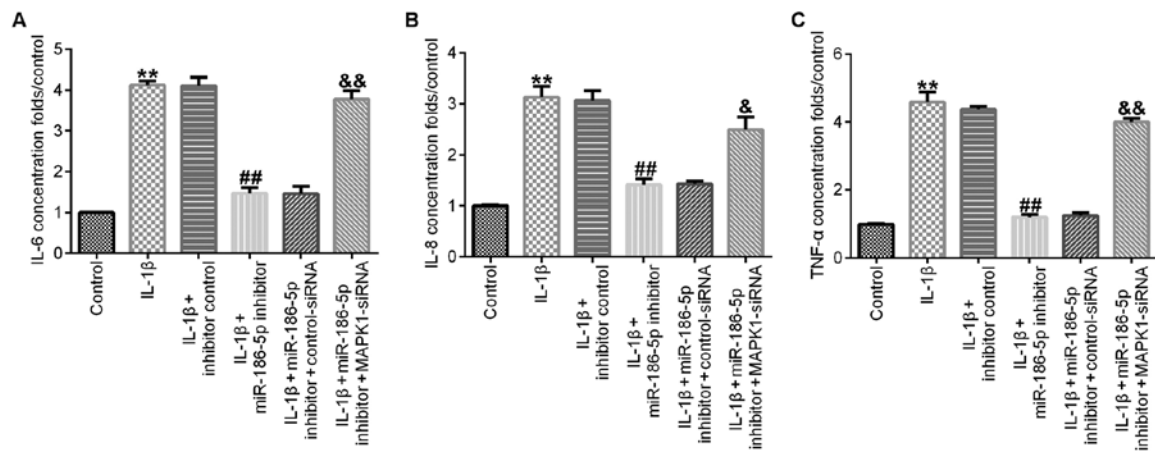 A
IL-6 concentration folds/control
5
4
3
2
1
0
**
##
&&
Control
IL-1β
IL-1β +
inhibitor control
IL-1β +
miR-186-5p inhibitor
IL-1β + miR-186-5p
inhibitor + control-siRNA
IL-1β + miR-186-5p
inhibitor + MAPK1-siRNA
B
IL-8 concentration folds/control
4
3
2
1
0
**
##
&
Control
IL-1β
IL-1β +
inhibitor control
IL-1β +
miR-186-5p inhibitor
IL-1β + miR-186-5p
inhibitor + control-siRNA
IL-1β + miR-186-5p
inhibitor + MAPK1-siRNA
C
TNF-α concentration folds/control
6
4
2
0
**
##
&&
Control
IL-1β
IL-1β +
inhibitor control
IL-1β +
miR-186-5p inhibitor
IL-1β + miR-186-5p
inhibitor + control-siRNA
IL-1β + miR-186-5p
inhibitor + MAPK1-siRNA